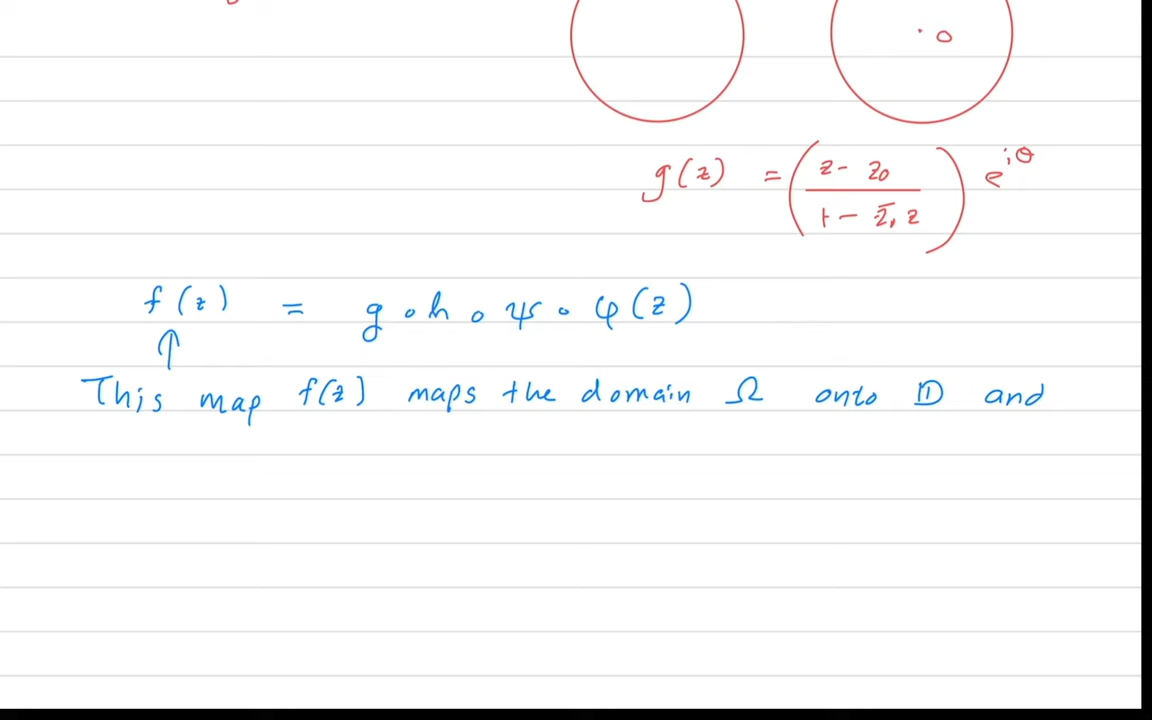 0
g(z) = ( z - z₀ / 1 - z̄, z ) e^{iθ}
f(z) = g ∘ h ∘ ψ ∘ φ(z)
↑
This map f(z) maps the domain Ω onto 𝔻 and